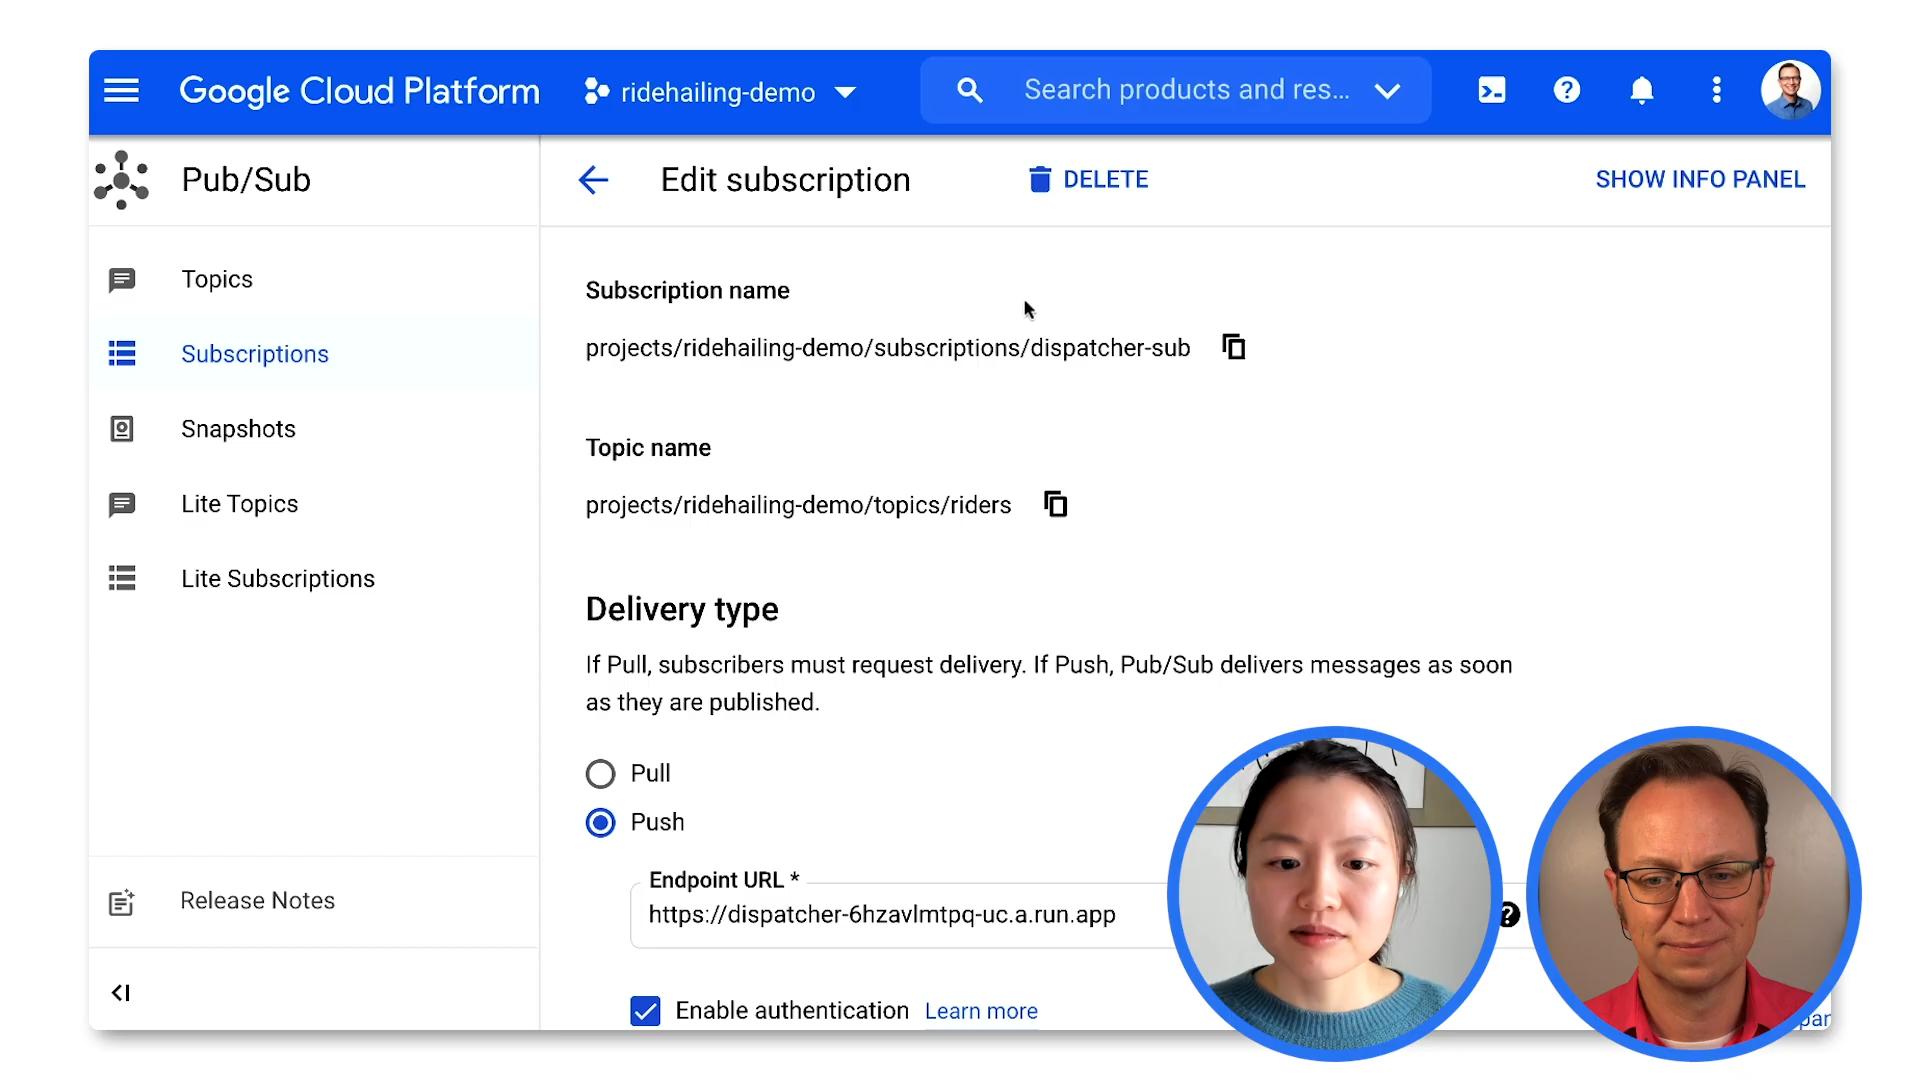 Google Cloud Platform
ridehailing-demo
Search products and res...
Pub/Sub
Edit subscription
DELETE
SHOW INFO PANEL
Topics
Subscriptions
Snapshots
Lite Topics
Lite Subscriptions
Release Notes
Subscription name
projects/ridehailing-demo/subscriptions/dispatcher-sub
Topic name
projects/ridehailing-demo/topics/riders
Delivery type
If Pull, subscribers must request delivery. If Push, Pub/Sub delivers messages as soon
as they are published.
Pull
Push
Endpoint URL *
https://dispatcher-6hzavlmtpq-uc.a.run.app
Enable authentication Learn more